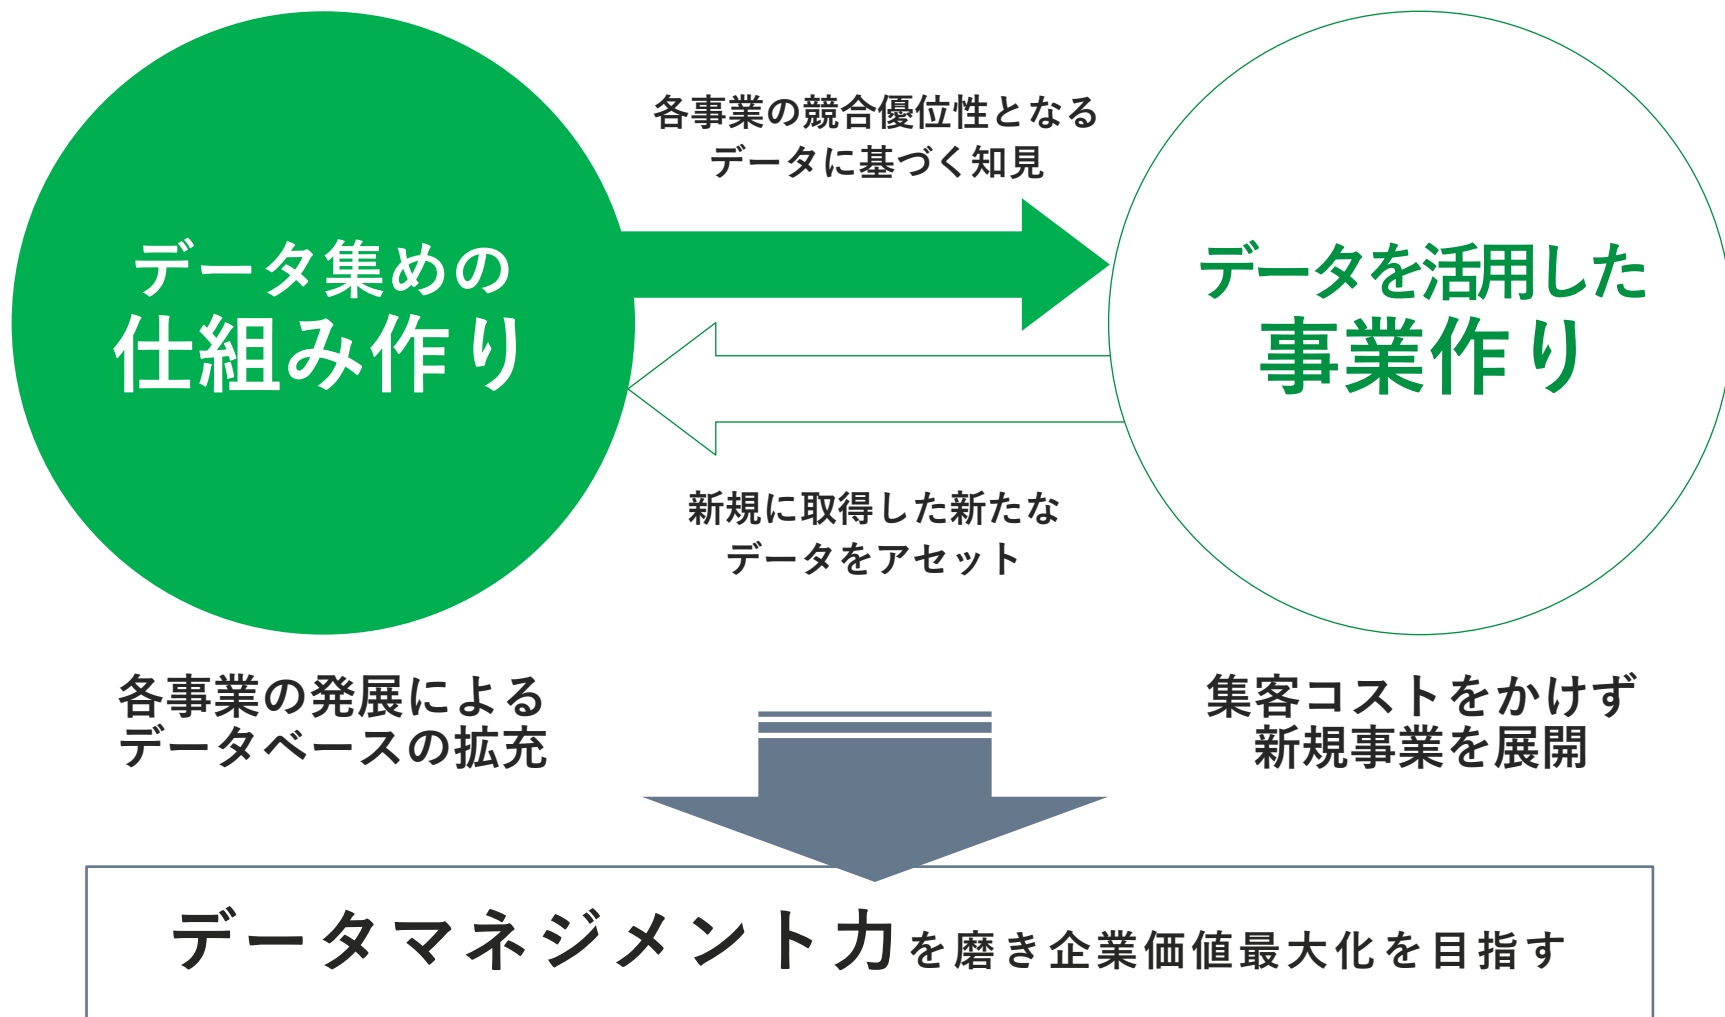 各事業の競合優位性となる
データに基づく知見
データ集めの
仕組み作り
データを活用した
事業作り
新規に取得した新たな
データをアセット
各事業の発展による
データベースの拡充
集客コストをかけず
新規事業を展開
データマネジメント力を磨き企業価値最大化を目指す